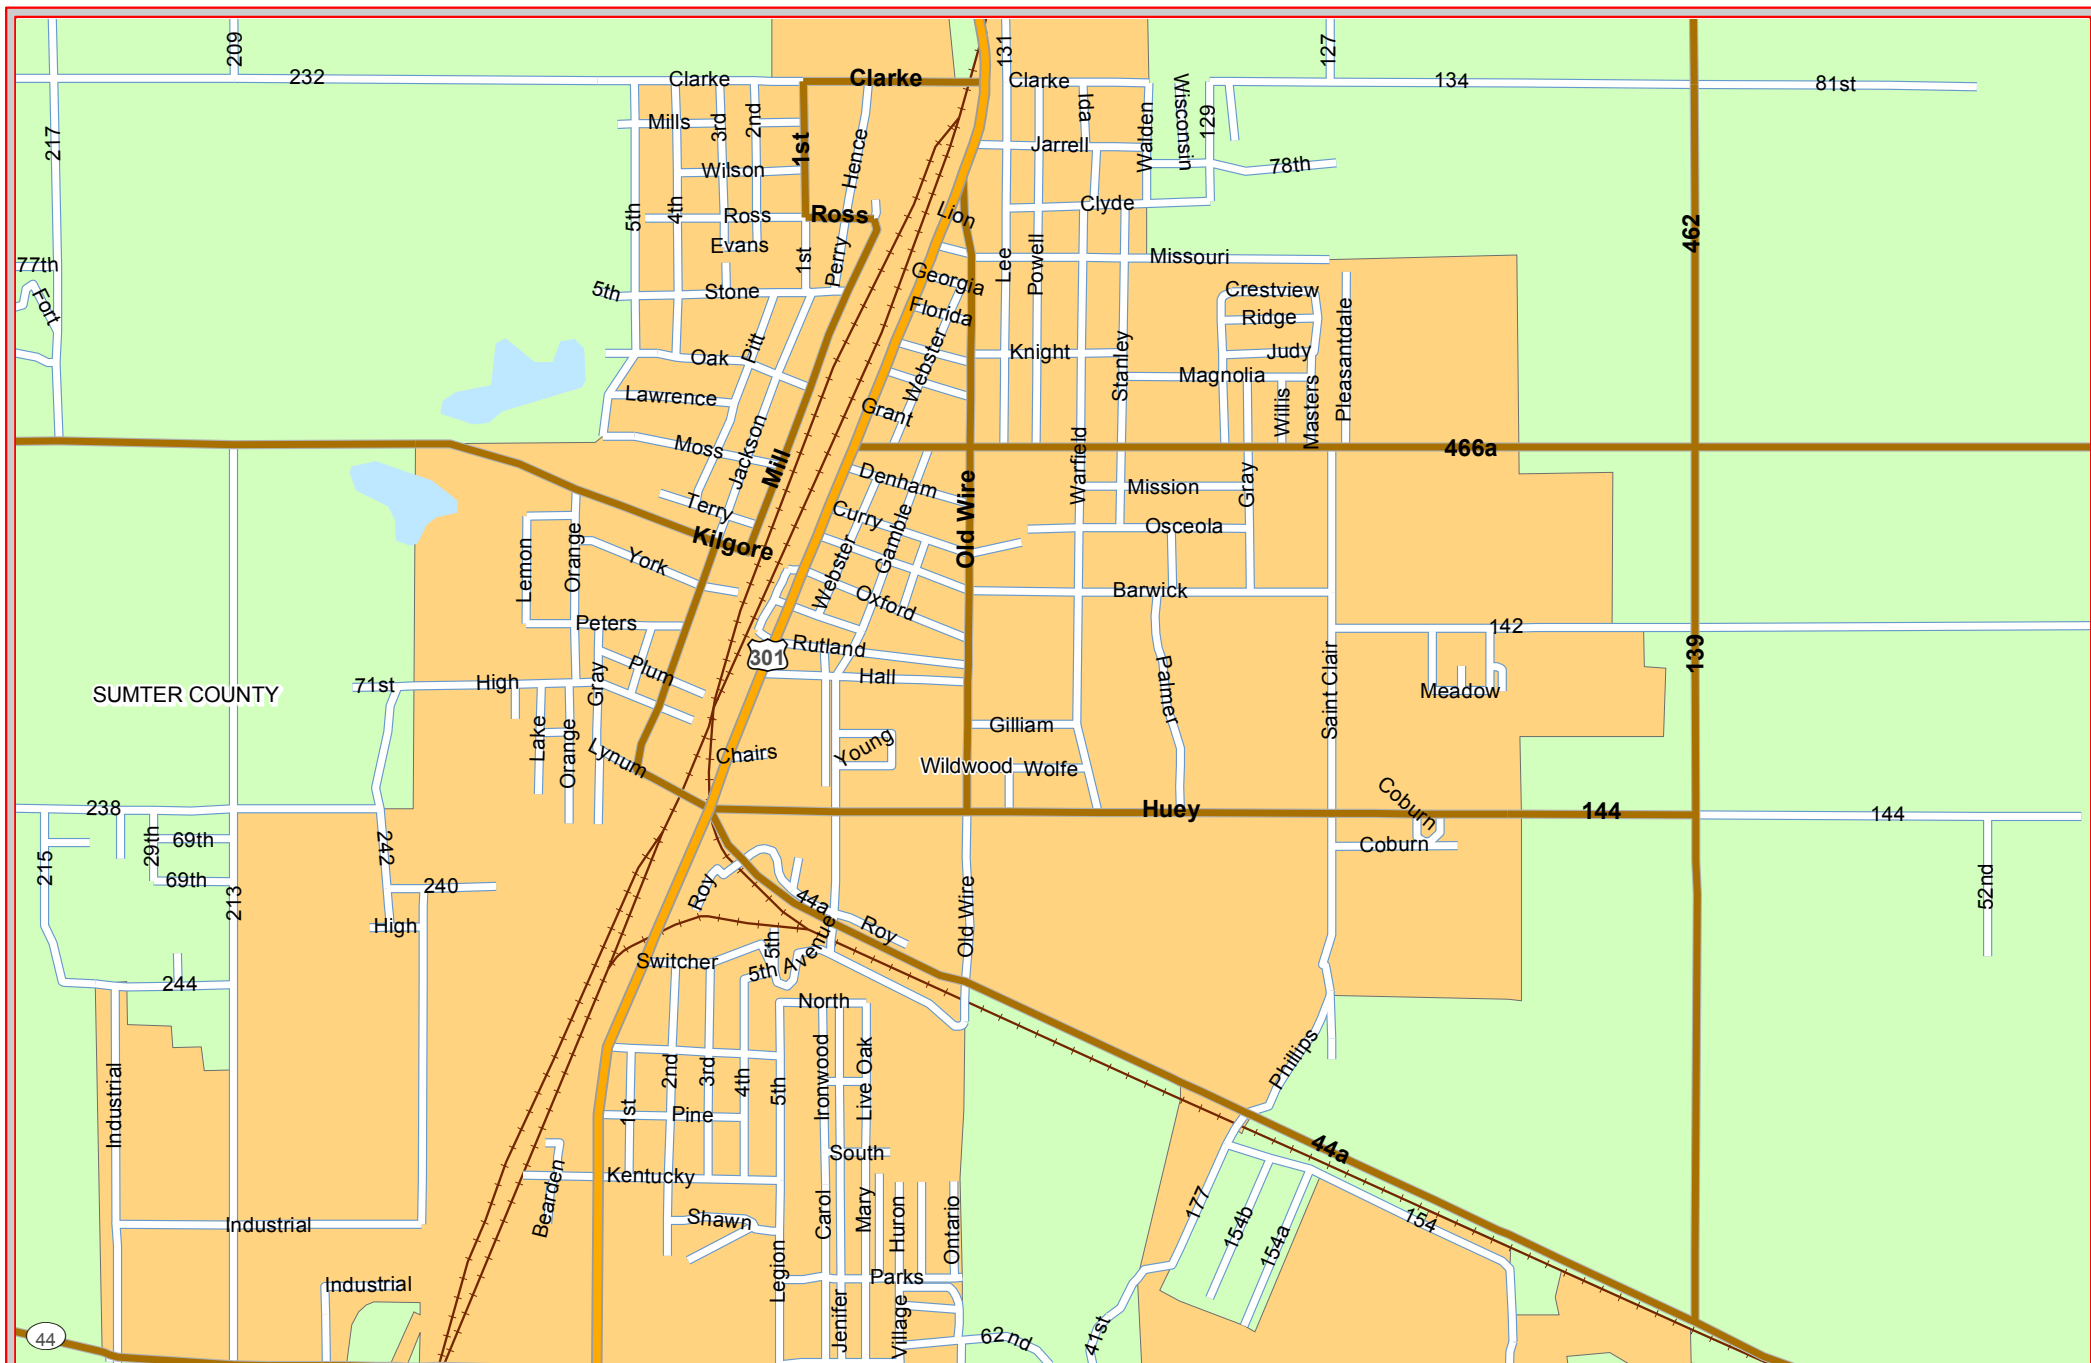 209
131
127
232
Clarke
Clarke
Clarke
134
81st
217
Mills
3rd
2nd
1st
Hence
Ida
Walden
Wisconsin
129
Jarrell
78th
Wilson
5th
4th
Ross
Ross
Lion
Clyde
462
Evans
1st
Perry
Lee
Powell
Missouri
77th
Fort
5th
Stone
Georgia
Crestview
Florida
Ridge
Pleasantdale
Pitt
Oak
Webster
Knight
Stanley
Judy
Magnolia
Lawrence
Grant
Willis
Masters
Moss
Jackson
Mill
Warfield
466a
Denham
Old Wire
Mission
Gray
Terry
Curry
Gamble
Osceola
Kilgore
Lemon
Orange
York
Webster
Oxford
Barwick
Peters
301
Rutland
142
139
Plum
Gray
Hall
Palmer
Saint Clair
Meadow
SUMTER COUNTY
71st
High
Lake
Orange
Lynum
Chairs
Young
Gilliam
Wildwood
Wolfe
238
Huey
Coburn
144
144
215
29th
69th
242
Coburn
69th
213
240
Roy
44a
Roy
Old Wire
52nd
High
Switcher
5th
5th Avenue
244
North
Industrial
2nd
3rd
4th
5th
Ironwood
Live Oak
Phillips
1st
Pine
44a
South
Kentucky
Bearden
Shawn
Carol
Mary
Huron
Ontario
177
154b
154a
154
Industrial
Legion
Parks
Industrial
Jenifer
Village
62nd
41st
44